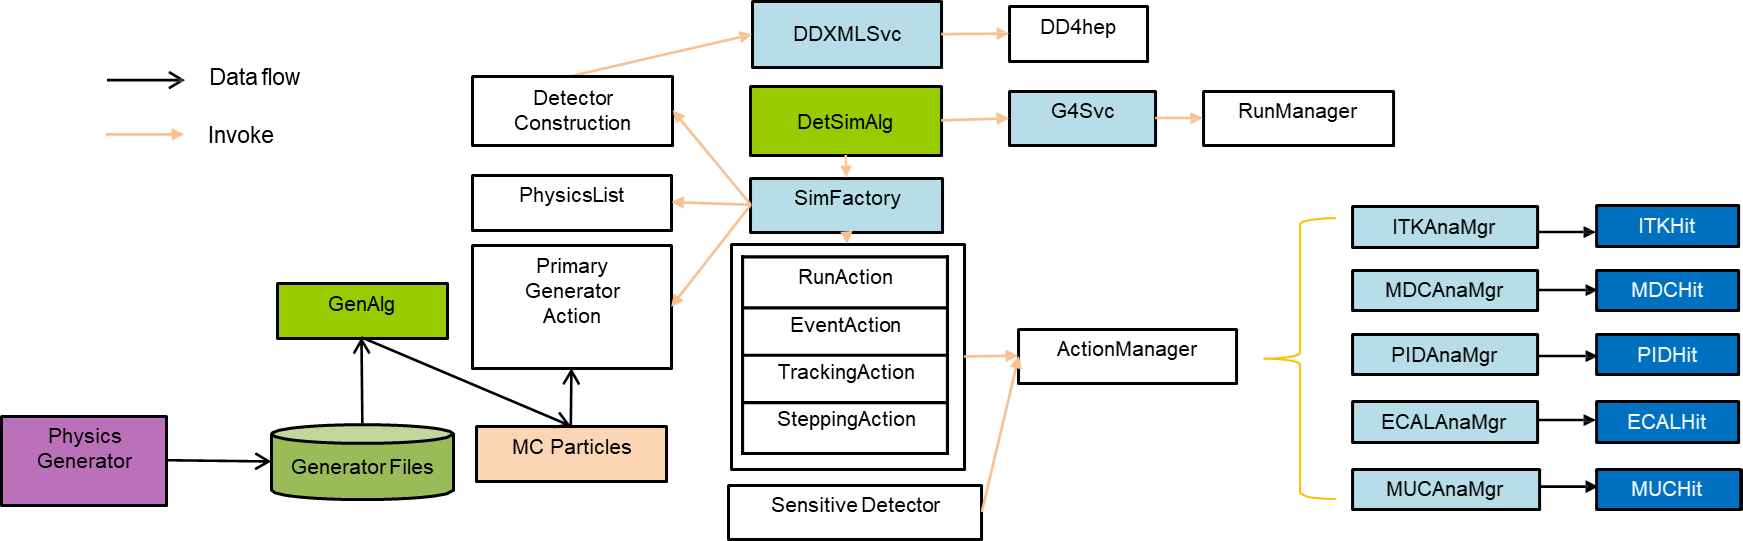 Data flow
Invoke
DDXMLSvc
DD4hep
Detector
Construction
DetSimAlg
G4Svc
RunManager
PhysicsList
SimFactory
Primary
Generator
Action
GenAlg
RunAction
EventAction
TrackingAction
SteppingAction
ActionManager
Physics
Generator
Generator Files
MC Particles
Sensitive Detector
ITKAnaMgr
ITKHit
MDCAnaMgr
MDCHit
PIDAnaMgr
PIDHit
ECALAnaMgr
ECALHit
MUCAnaMgr
MUCHit